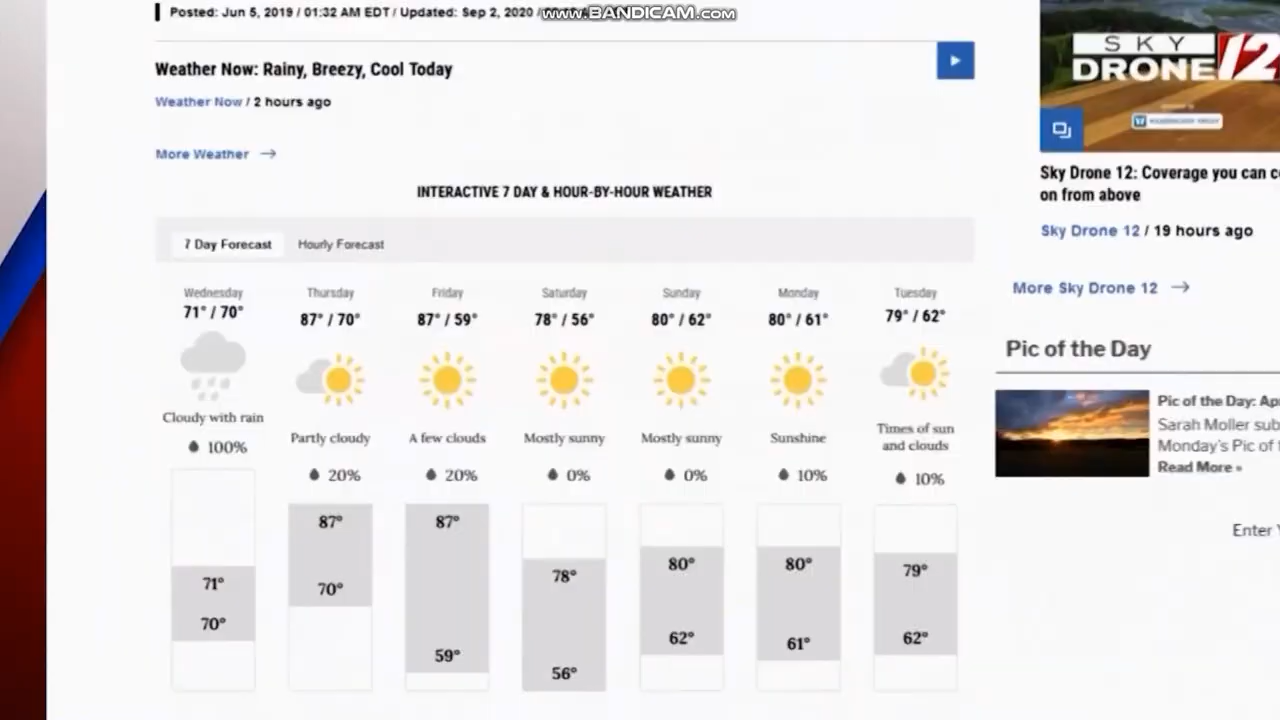 Posted: Jun 5, 2019 / 01:32 AM EDT / Updated: Sep 2, 2020 /
www.BANDICAM.com
Weather Now: Rainy, Breezy, Cool Today
Weather Now / 2 hours ago
More Weather →
INTERACTIVE 7 DAY & HOUR-BY-HOUR WEATHER
7 Day Forecast Hourly Forecast
Wednesday Thursday Friday Saturday Sunday Monday Tuesday
71° / 70° 87° / 70° 87° / 59° 78° / 56° 80° / 62° 80° / 61° 79° / 62°
Cloudy with rain Partly cloudy A few clouds Mostly sunny Mostly sunny Sunshine Times of sun
and clouds
100% 20% 20% 0% 0% 10% 10%
71° 87° 87° 78° 80° 80° 79°
70° 70° 59° 56° 62° 61° 62°
SKY
DRONE 12
Sky Drone 12: Coverage you can c
on from above
Sky Drone 12 / 19 hours ago
More Sky Drone 12 →
Pic of the Day
Pic of the Day: Ap
Sarah Moller sub
Monday's Pic of
Read More »
Enter